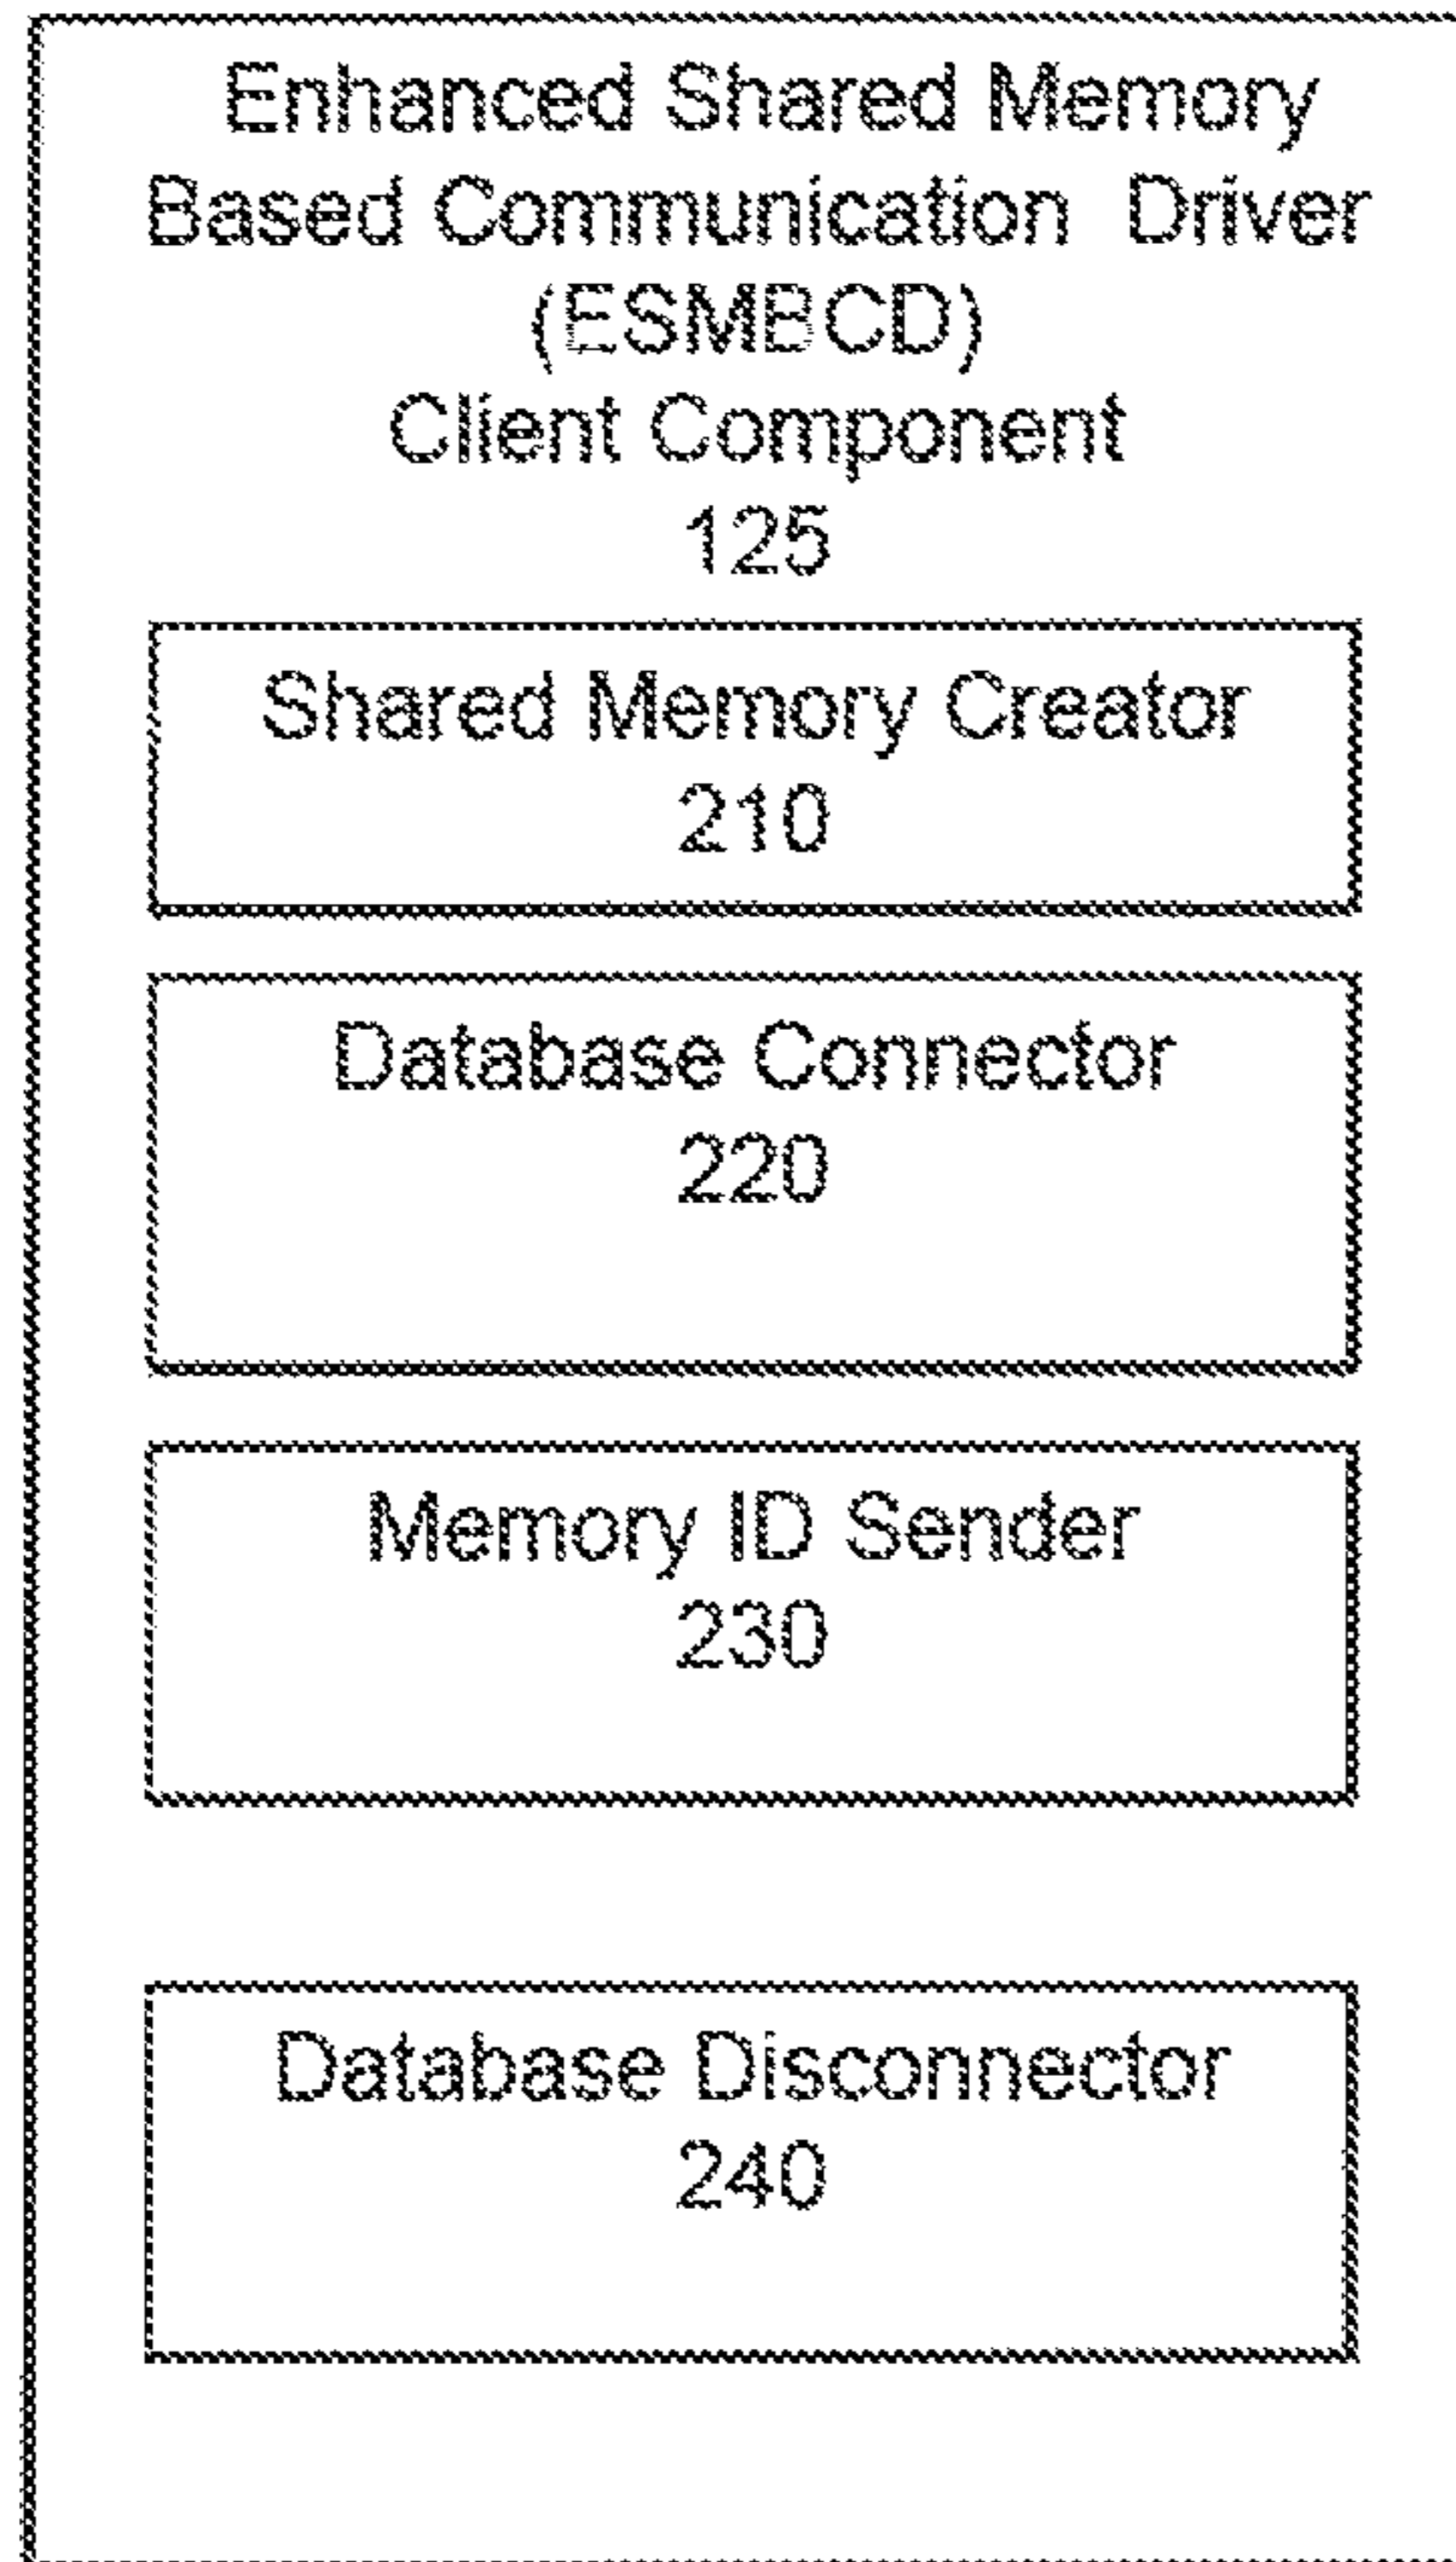 Enhanced Shared Memory
Based Communication Driver
(ESMBCD)
Client Component
125
Shared Memory Creator
210
Database Connector
220
Memory ID Sender
230
Database Disconnector
240